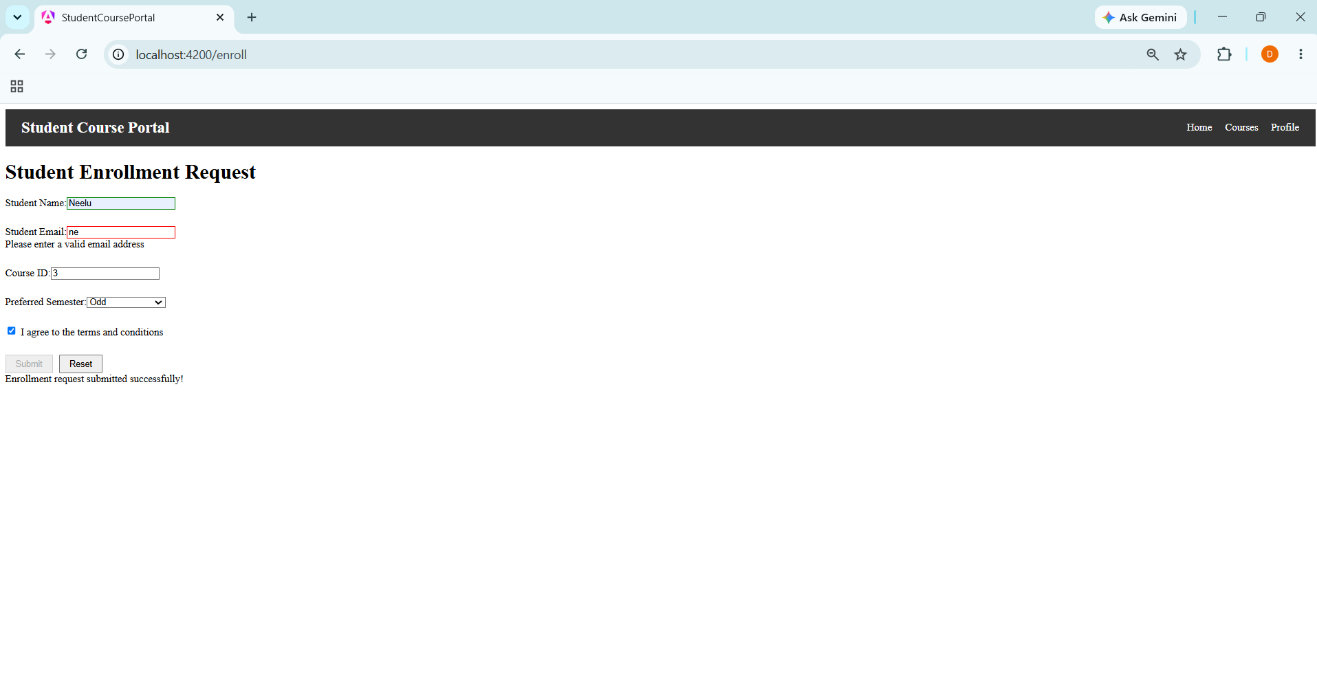 StudentCoursePortal
Ask Gemini
localhost:4200/enroll
D
Student Course Portal
Home Courses Profile
Student Enrollment Request
Student Name: Neelu
Student Email: ne
Please enter a valid email address
Course ID: 3
Preferred Semester: Odd
I agree to the terms and conditions
Submit Reset
Enrollment request submitted successfully!